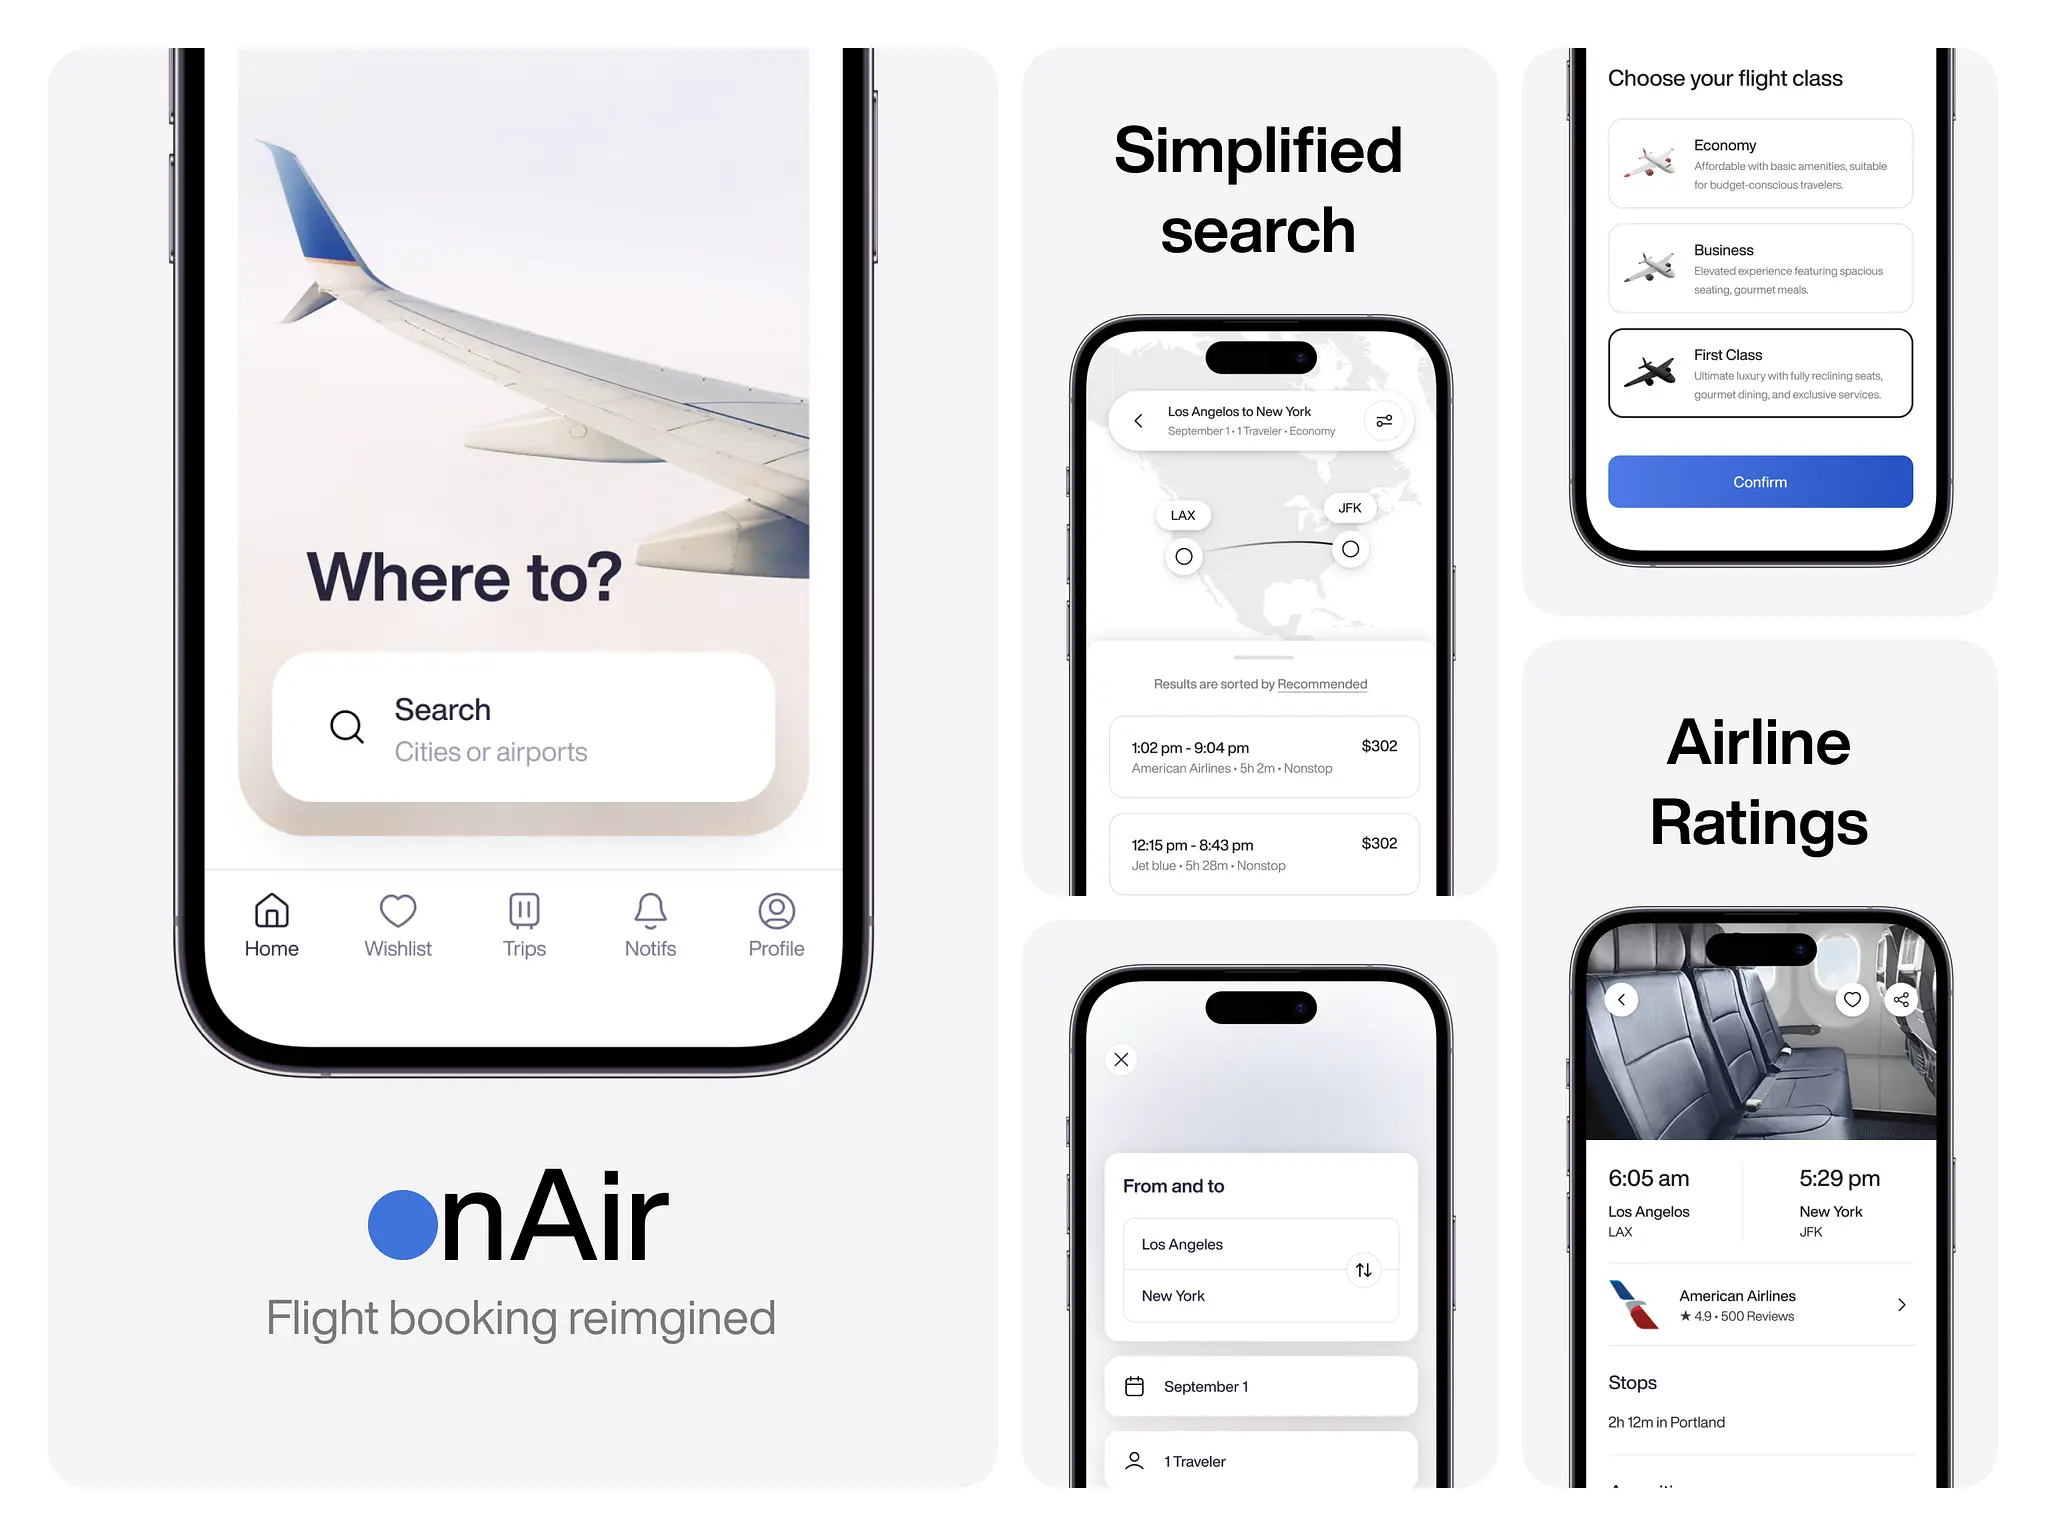 Where to?
Search
Cities or airports
Home
Wishlist
Trips
Notifs
Profile
onAir
Flight booking reimgined
Simplified
search
Los Angelos to New York
September 1 • 1 Traveler • Economy
LAX
JFK
Results are sorted by Recommended
1:02 pm - 9:04 pm
$302
American Airlines • 5h 2m • Nonstop
12:15 pm - 8:43 pm
$302
Jet blue • 5h 28m • Nonstop
From and to
Los Angeles
New York
September 1
1 Traveler
Choose your flight class
Economy
Affordable with basic amenities, suitable
for budget-conscious travelers.
Business
Elevated experience featuring spacious
seating, gourmet meals.
First Class
Ultimate luxury with fully reclining seats,
gourmet dining, and exclusive services.
Confirm
Airline
Ratings
6:05 am
5:29 pm
Los Angelos
New York
LAX
JFK
American Airlines
★ 4.9 • 500 Reviews
Stops
2h 12m in Portland